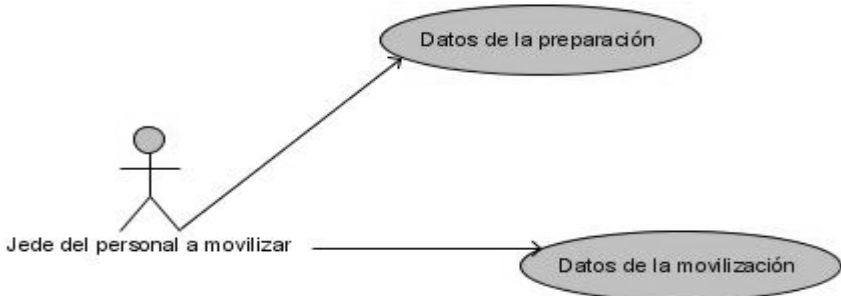 Datos de la preparación
Jede del personal a movilizar
Datos de la movilización